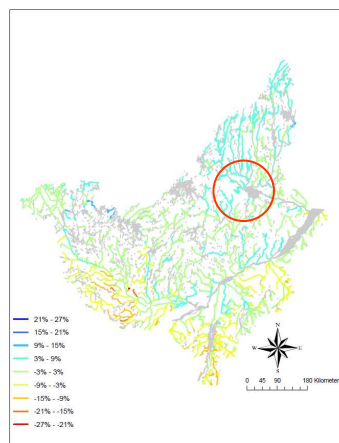 21% - 27%
15% - 21%
9% - 15%
3% - 9%
-3% - 3%
-9% - -3%
-15% - -9%
-21% - -15%
-27% - -21%
N
W E
S
0 45 90 180 Kilometer